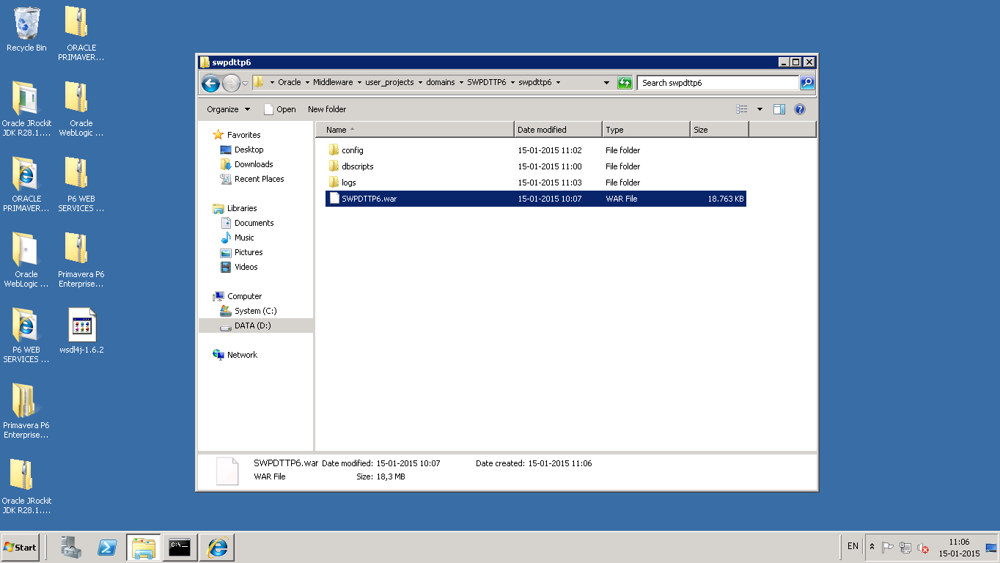 Recycle Bin
ORACLE
PRIMAVER...
Oracle JRockit
JDK R28.1....
Oracle
WebLogic ...
ORACLE
PRIMAVER...
P6 WEB
SERVICES ...
Oracle
WebLogic ...
Primavera P6
Enterprise...
P6 WEB
SERVICES ...
wsdl4j-1.6.2
Primavera P6
Enterprise...
Oracle JRockit
JDK R28.1....
swpdttp6
Oracle Middleware user_projects domains SWPDTTP6 swpdttp6
Search swpdttp6
Organize Open New folder
Favorites
Desktop
Downloads
Recent Places
Libraries
Documents
Music
Pictures
Videos
Computer
System (C:)
DATA (D:)
Network
Name Date modified Type Size
config 15-01-2015 11:02 File folder
dbscripts 15-01-2015 11:00 File folder
logs 15-01-2015 11:03 File folder
SWPDTTP6.war 15-01-2015 10:07 WAR File 18.763 KB
SWPDTTP6.war Date modified: 15-01-2015 10:07 Date created: 15-01-2015 11:06
WAR File Size: 18,3 MB
Start
C:\
EN
11:06
15-01-2015